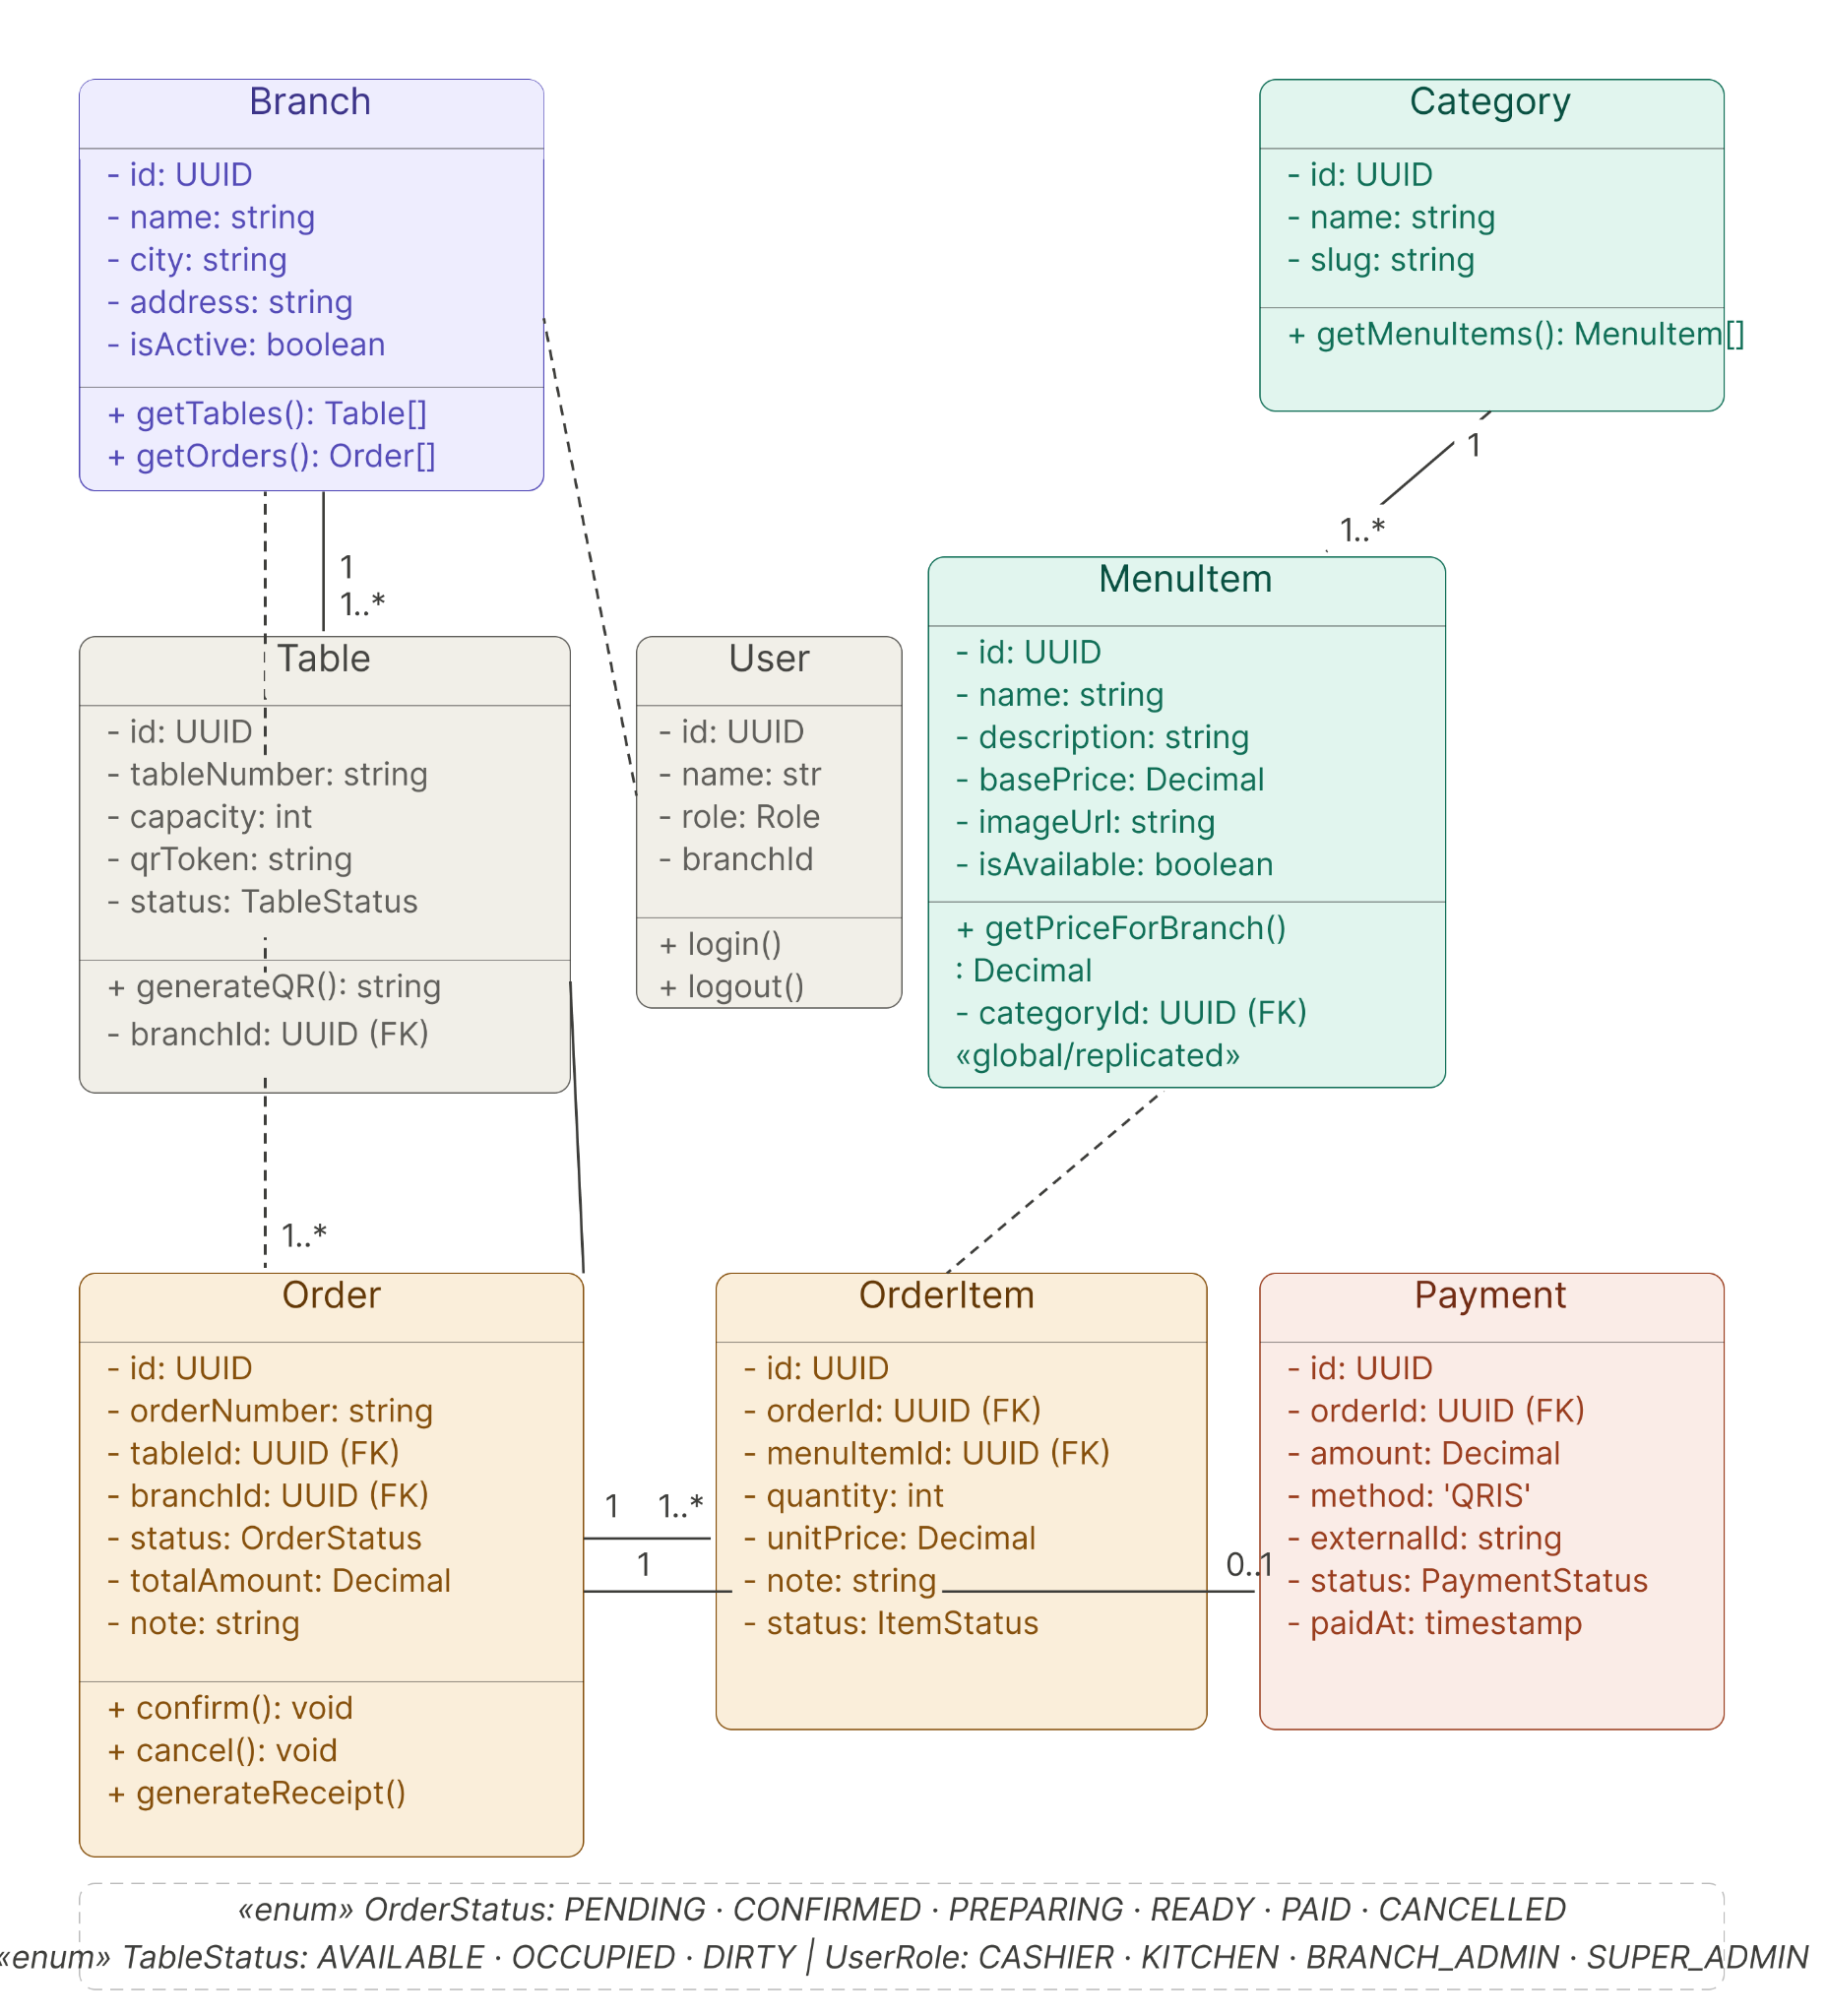 Branch
- id: UUID
- name: string
- city: string
- address: string
- isActive: boolean
+ getTables(): Table[]
+ getOrders(): Order[]
Category
- id: UUID
- name: string
- slug: string
+ getMenuItems(): MenuItem[]
1
1..*
1
1..*
Table
- id: UUID
- tableNumber: string
- capacity: int
- qrToken: string
- status: TableStatus
+ generateQR(): string
- branchId: UUID (FK)
User
- id: UUID
- name: str
- role: Role
- branchId
+ login()
+ logout()
MenuItem
- id: UUID
- name: string
- description: string
- basePrice: Decimal
- imageUrl: string
- isAvailable: boolean
+ getPriceForBranch()
: Decimal
- categoryId: UUID (FK)
«global/replicated»
1..*
Order
- id: UUID
- orderNumber: string
- tableId: UUID (FK)
- branchId: UUID (FK)
- status: OrderStatus
- totalAmount: Decimal
- note: string
+ confirm(): void
+ cancel(): void
+ generateReceipt()
1 1..*
1
0..1
OrderItem
- id: UUID
- orderId: UUID (FK)
- menuItemId: UUID (FK)
- quantity: int
- unitPrice: Decimal
- note: string
- status: ItemStatus
Payment
- id: UUID
- orderId: UUID (FK)
- amount: Decimal
- method: 'QRIS'
- externalId: string
- status: PaymentStatus
- paidAt: timestamp
«enum» OrderStatus: PENDING · CONFIRMED · PREPARING · READY · PAID · CANCELLED
«enum» TableStatus: AVAILABLE · OCCUPIED · DIRTY | UserRole: CASHIER · KITCHEN · BRANCH_ADMIN · SUPER_ADMIN